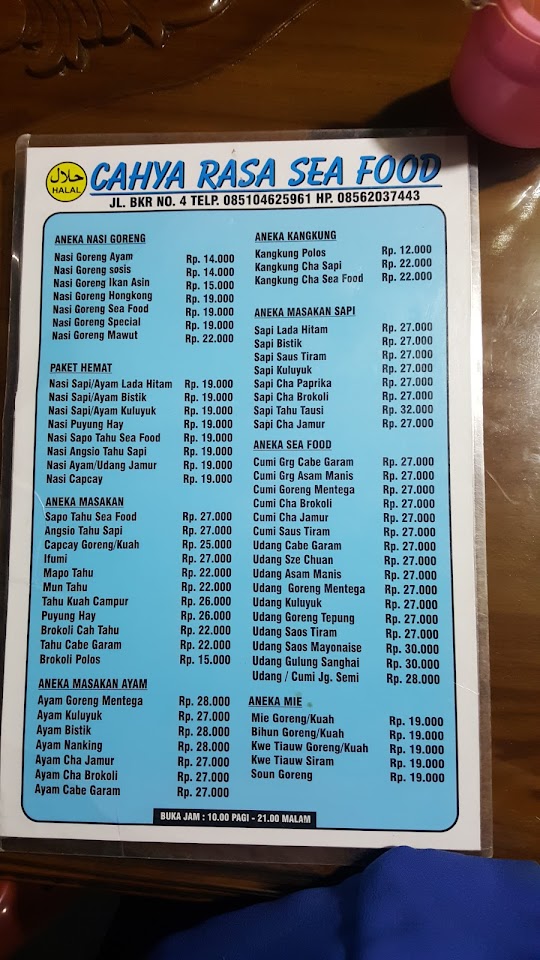 حلال
HALAL
CAHYA RASA SEA FOOD
JL. BKR NO. 4 TELP. 085104625961 HP. 08562037443
ANEKA NASI GORENG
Nasi Goreng Ayam Rp. 14.000
Nasi Goreng sosis Rp. 14.000
Nasi Goreng Ikan Asin Rp. 15.000
Nasi Goreng Hongkong Rp. 19.000
Nasi Goreng Sea Food Rp. 19.000
Nasi Goreng Special Rp. 19.000
Nasi Goreng Mawut Rp. 22.000
PAKET HEMAT
Nasi Sapi/Ayam Lada Hitam Rp. 19.000
Nasi Sapi/Ayam Bistik Rp. 19.000
Nasi Sapi/Ayam Kuluyuk Rp. 19.000
Nasi Puyung Hay Rp. 19.000
Nasi Sapo Tahu Sea Food Rp. 19.000
Nasi Angsio Tahu Sapi Rp. 19.000
Nasi Ayam/Udang Jamur Rp. 19.000
Nasi Capcay Rp. 19.000
ANEKA MASAKAN
Sapo Tahu Sea Food Rp. 27.000
Angsio Tahu Sapi Rp. 27.000
Capcay Goreng/Kuah Rp. 25.000
Ifumi Rp. 27.000
Mapo Tahu Rp. 22.000
Mun Tahu Rp. 22.000
Tahu Kuah Campur Rp. 26.000
Puyung Hay Rp. 26.000
Brokoli Cah Tahu Rp. 22.000
Tahu Cabe Garam Rp. 22.000
Brokoli Polos Rp. 15.000
ANEKA MASAKAN AYAM
Ayam Goreng Mentega Rp. 28.000
Ayam Kuluyuk Rp. 27.000
Ayam Bistik Rp. 28.000
Ayam Nanking Rp. 28.000
Ayam Cha Jamur Rp. 27.000
Ayam Cha Brokoli Rp. 27.000
Ayam Cabe Garam Rp. 27.000
ANEKA KANGKUNG
Kangkung Polos Rp. 12.000
Kangkung Cha Sapi Rp. 22.000
Kangkung Cha Sea Food Rp. 22.000
ANEKA MASAKAN SAPI
Sapi Lada Hitam Rp. 27.000
Sapi Bistik Rp. 27.000
Sapi Saus Tiram Rp. 27.000
Sapi Kuluyuk Rp. 27.000
Sapi Cha Paprika Rp. 27.000
Sapi Cha Brokoli Rp. 27.000
Sapi Tahu Tausi Rp. 32.000
Sapi Cha Jamur Rp. 27.000
ANEKA SEA FOOD
Cumi Grg Cabe Garam Rp. 27.000
Cumi Grg Asam Manis Rp. 27.000
Cumi Goreng Mentega Rp. 27.000
Cumi Cha Brokoli Rp. 27.000
Cumi Cha Jamur Rp. 27.000
Cumi Saus Tiram Rp. 27.000
Udang Cabe Garam Rp. 27.000
Udang Sze Chuan Rp. 27.000
Udang Asam Manis Rp. 27.000
Udang Goreng Mentega Rp. 27.000
Udang Kuluyuk Rp. 27.000
Udang Goreng Tepung Rp. 27.000
Udang Saos Tiram Rp. 27.000
Udang Saos Mayonaise Rp. 30.000
Udang Gulung Sanghai Rp. 30.000
Udang / Cumi Jg. Semi Rp. 28.000
ANEKA MIE
Mie Goreng/Kuah Rp. 19.000
Bihun Goreng/Kuah Rp. 19.000
Kwe Tiauw Goreng/Kuah Rp. 19.000
Kwe Tiauw Siram Rp. 19.000
Soun Goreng Rp. 19.000
BUKA JAM : 10.00 PAGI - 21.00 MALAM